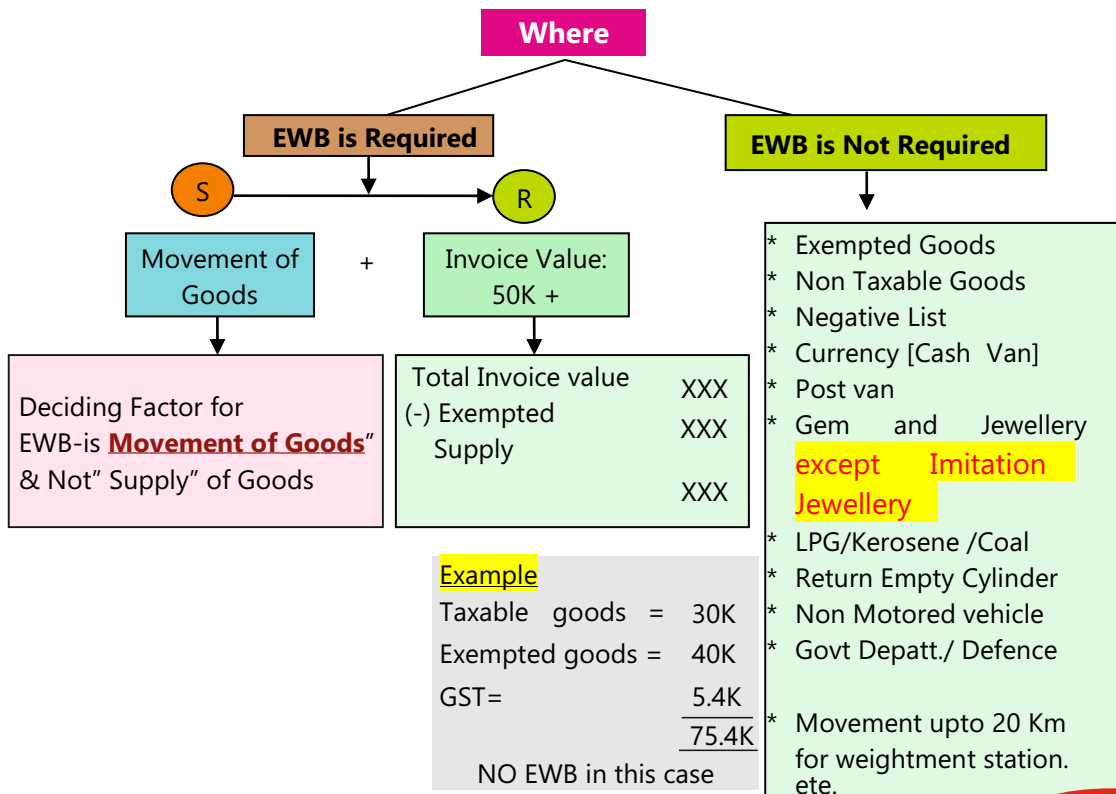 Where
EWB is Required
S
R
Movement of
Goods
+
Invoice Value:
50K +
Deciding Factor for
EWB-is Movement of Goods”
& Not” Supply” of Goods
Total Invoice value XXX
(-) Exempted XXX
Supply
XXX
Example
Taxable goods = 30K
Exempted goods = 40K
GST= 5.4K
75.4K
NO EWB in this case
EWB is Not Required
* Exempted Goods
* Non Taxable Goods
* Negative List
* Currency [Cash Van]
* Post van
* Gem and Jewellery
except Imitation
Jewellery
* LPG/Kerosene /Coal
* Return Empty Cylinder
* Non Motored vehicle
* Govt Depatt./ Defence
* Movement upto 20 Km
for weightment station.
ete.